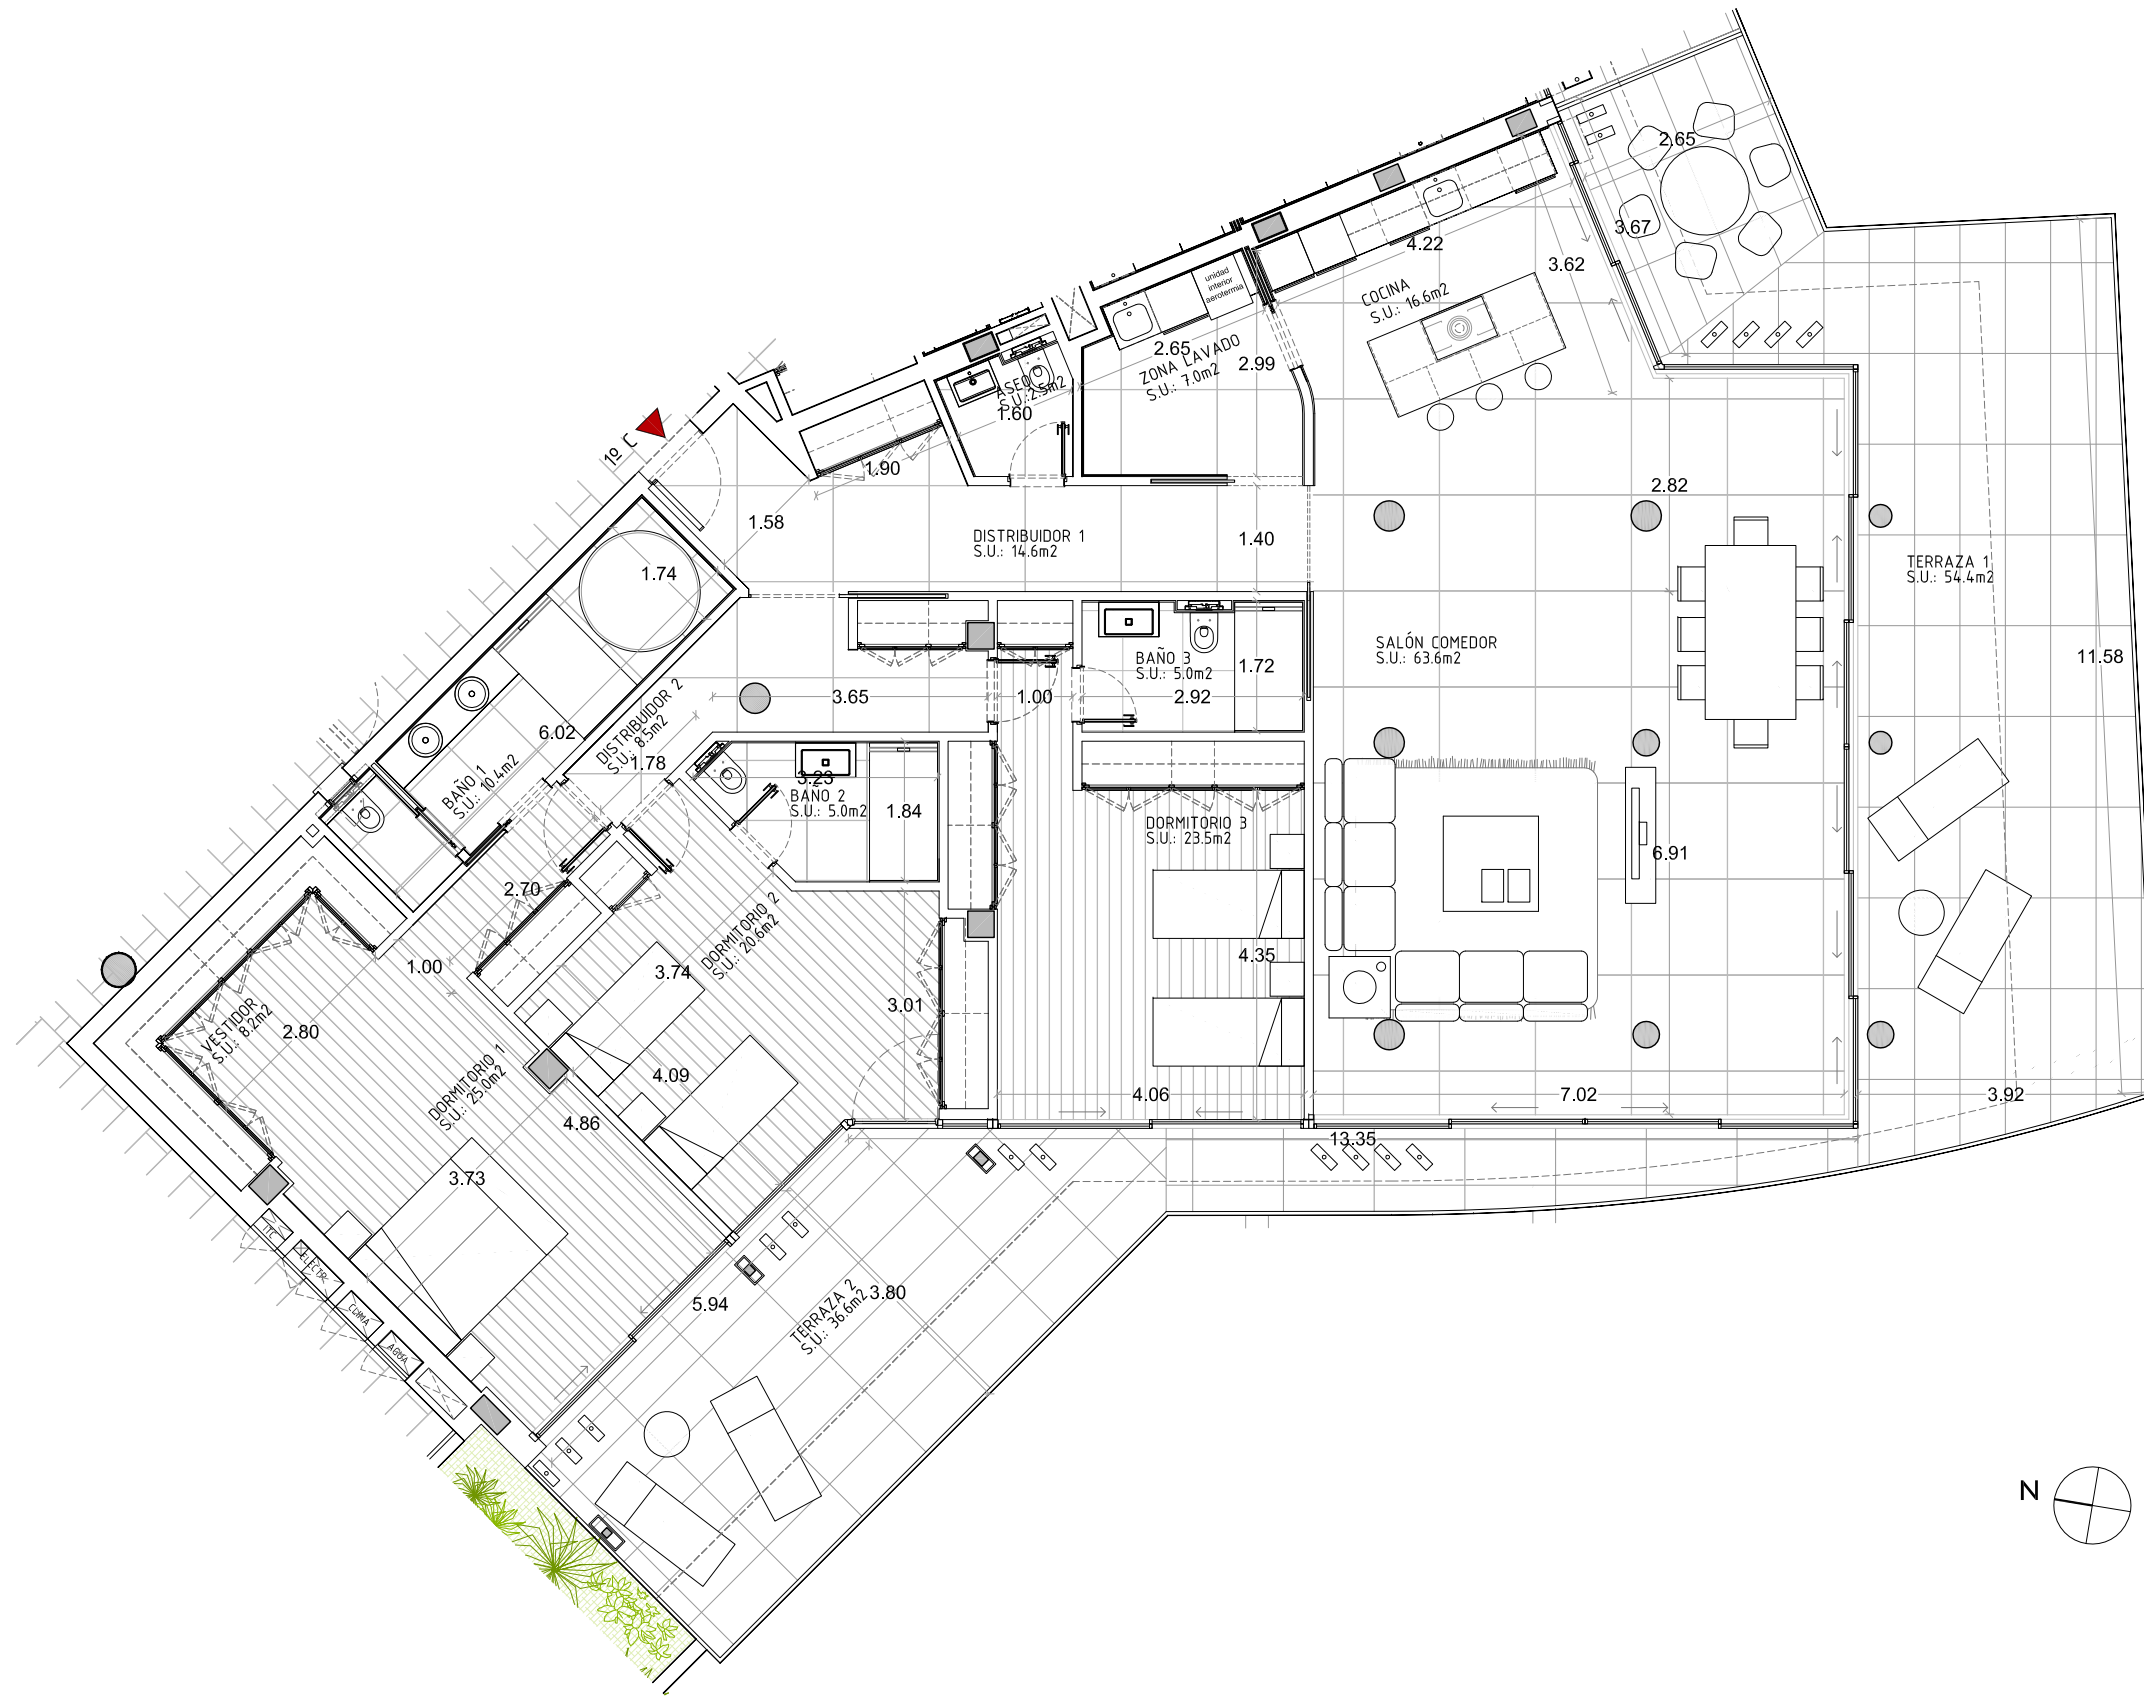 2.65
3.67
4.22
3.62
COCINA
S.U.: 16.6m2
unidad
interior
aerotermia
2.65
ZONA LAVADO
S.U.: 7.0m2
2.99
ASEO
S.U.:2.5m2
1.60
1.90
1º C
1.58
DISTRIBUIDOR 1
S.U.: 14.6m2
1.40
2.82
TERRAZA 1
S.U.: 54.4m2
11.58
1.74
SALÓN COMEDOR
S.U.: 63.6m2
BAÑO 3
S.U.: 5.0m2
1.72
2.92
1.00
3.65
DISTRIBUIDOR 2
S.U.: 8.5m2
1.78
6.02
BAÑO 1
S.U.: 10.4m2
3.23
BAÑO 2
S.U.: 5.0m2
1.84
DORMITORIO 3
S.U.: 23.5m2
6.91
2.70
DORMITORIO 2
S.U.: 20.6m2
3.74
4.35
1.00
3.01
VESTIDOR
S.U.: 8.2m2
2.80
DORMITORIO 1
S.U.: 25.0m2
4.09
4.86
4.06
7.02
3.92
13.35
3.73
ITC
ELECTR.
CLIMA
AGUA
5.94
TERRAZA 2
S.U.: 36.6m2
3.80
N